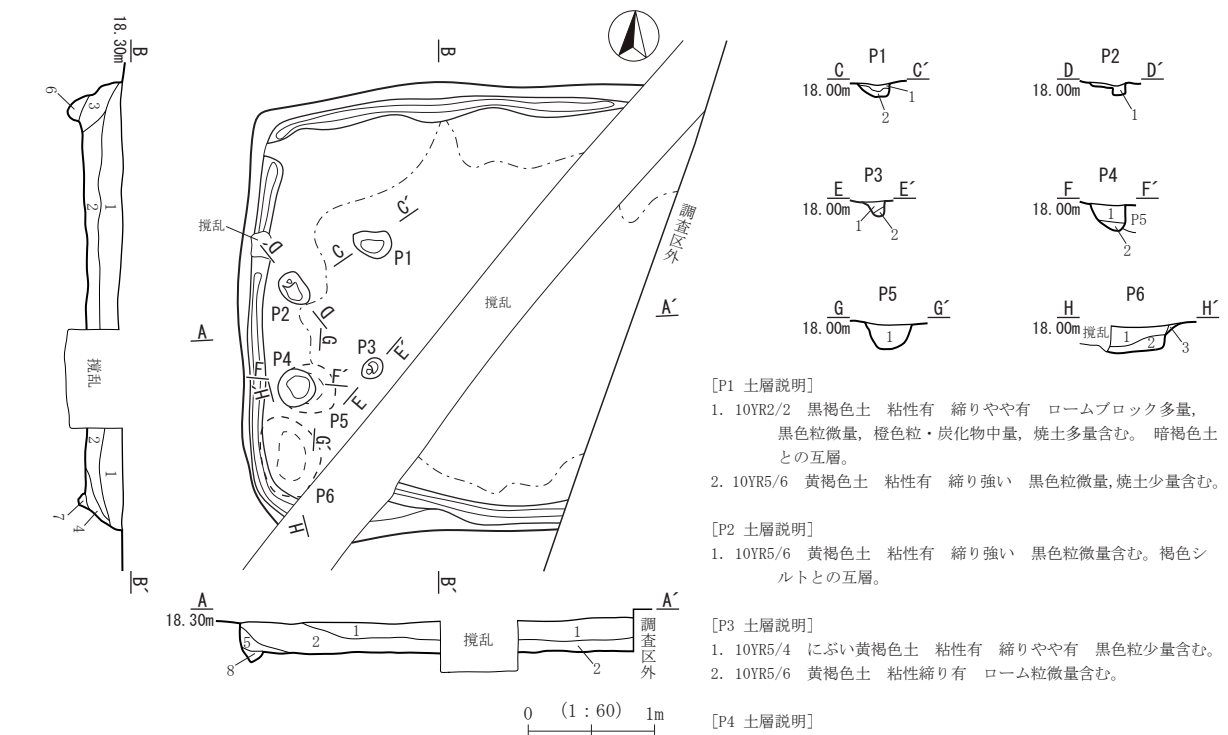 18.30m
B
B
6
3
2
1
撹乱
2
1
7
4
B´
撹乱
C´
C
P1
D´
P2
D
G
P4
F
H
F´
P3
E´
E
P5
G´
P6
H´
撹乱
調査区外
A
A´
B´
A
18.30m
A´
5
8
2
1
撹乱
1
2
調査区外
0 (1：60) 1m
P1
C C´
18.00m
1
2
P2
D D´
18.00m
1
P3
E E´
18.00m
1
2
P4
F F´
18.00m
1
P5
2
P5
G G´
18.00m
1
P6
H H´
18.00m
撹乱
1
2
3
[P1 土層説明]
1. 10YR2/2 黒褐色土 粘性有 締りやや有 ロームブロック多量,
黒色粒微量, 橙色粒・炭化物中量, 焼土多量含む。 暗褐色土
との互層。
2. 10YR5/6 黄褐色土 粘性有 締り強い 黒色粒微量,焼土少量含む。
[P2 土層説明]
1. 10YR5/6 黄褐色土 粘性有 締り強い 黒色粒微量含む。褐色シ
ルトとの互層。
[P3 土層説明]
1. 10YR5/4 にぶい黄褐色土 粘性有 締りやや有 黒色粒少量含む。
2. 10YR5/6 黄褐色土 粘性締り有 ローム粒微量含む。
[P4 土層説明]